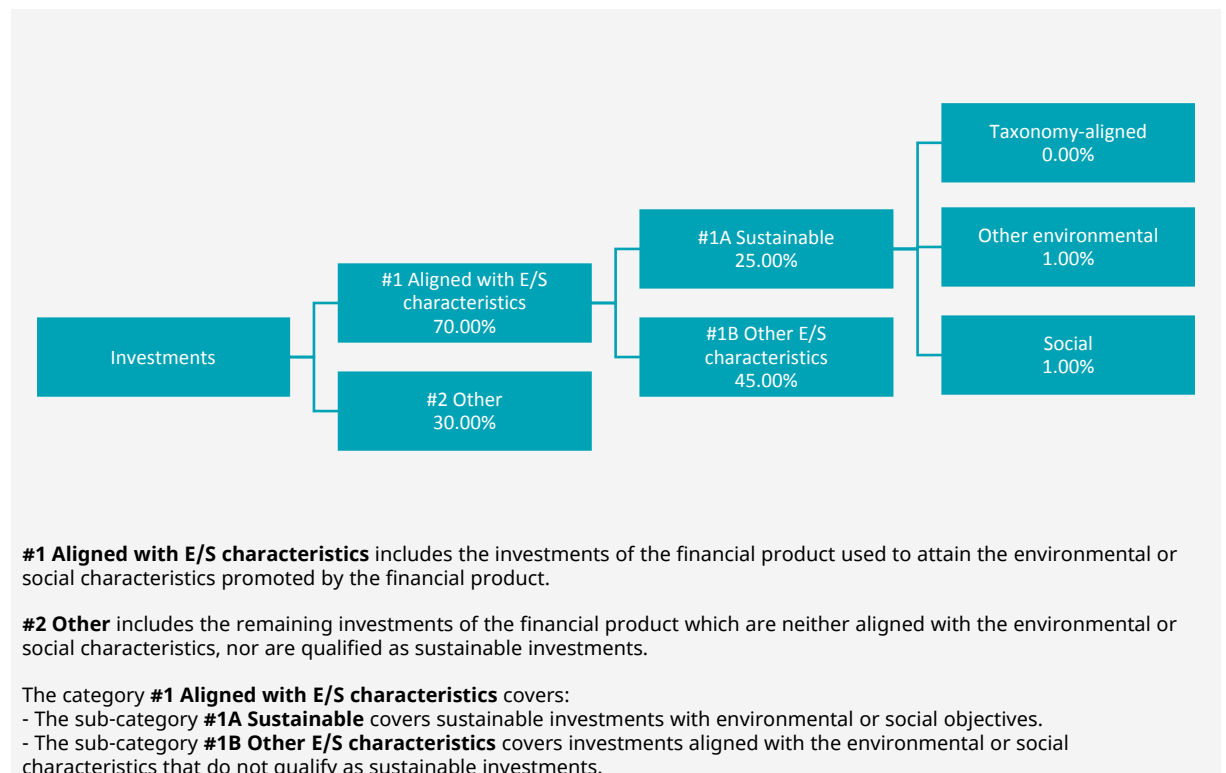 Taxonomy-aligned
0.00%
#1A Sustainable
25.00%
Other environmental
1.00%
#1 Aligned with E/S
characteristics
70.00%
Investments
#1B Other E/S
characteristics
45.00%
Social
1.00%
#2 Other
30.00%
#1 Aligned with E/S characteristics includes the investments of the financial product used to attain the environmental or
social characteristics promoted by the financial product.
#2 Other includes the remaining investments of the financial product which are neither aligned with the environmental or
social characteristics, nor are qualified as sustainable investments.
The category #1 Aligned with E/S characteristics covers:
- The sub-category #1A Sustainable covers sustainable investments with environmental or social objectives.
- The sub-category #1B Other E/S characteristics covers investments aligned with the environmental or social
characteristics that do not qualify as sustainable investments.